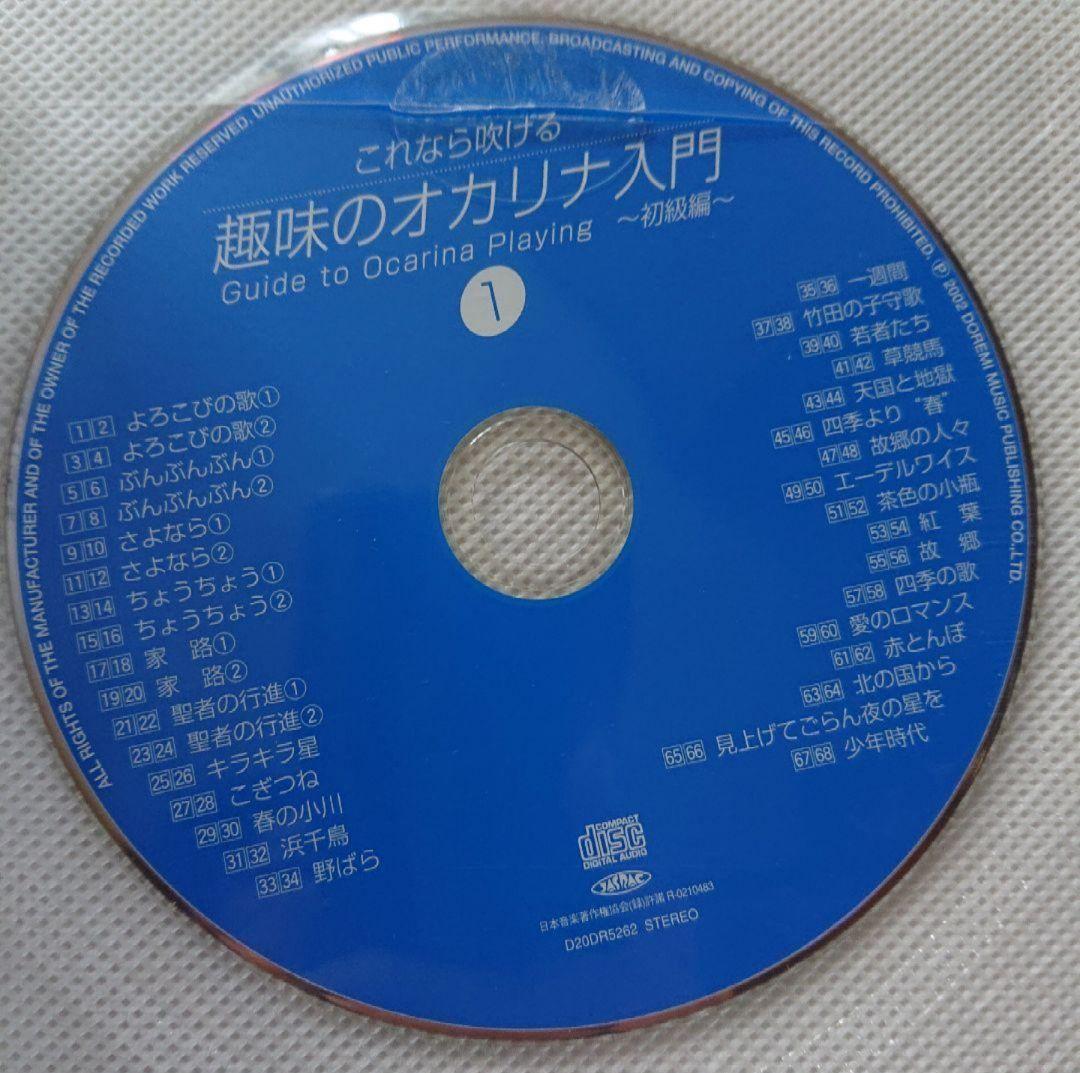 ALL RIGHTS OF THE MANUFACTURER AND OF THE OWNER OF THE RECORDED WORK RESERVED. UNAUTHORIZED PUBLIC PERFORMANCE, BROADCASTING AND COPYING OF THIS RECORD PROHIBITED. Ⓟ 2002 DOREMI MUSIC PUBLISHING CO.,LTD.
これなら吹ける
趣味のオカリナ入門
Guide to Ocarina Playing ～初級編～
1
1 2 よろこびの歌①
3 4 よろこびの歌②
5 6 ぶんぶんぶん①
7 8 ぶんぶんぶん②
9 10 さよなら①
11 12 さよなら②
13 14 ちょうちょう①
15 16 ちょうちょう②
17 18 家 路①
19 20 家 路②
21 22 聖者の行進①
23 24 聖者の行進②
25 26 キラキラ星
27 28 こぎつね
29 30 春の小川
31 32 浜千鳥
33 34 野ばら
35 36 一週間
37 38 竹田の子守歌
39 40 若者たち
41 42 草競馬
43 44 天国と地獄
45 46 四季より“春”
47 48 故郷の人々
49 50 エーデルワイス
51 52 茶色の小瓶
53 54 紅 葉
55 56 故 郷
57 58 四季の歌
59 60 愛のロマンス
61 62 赤とんぼ
63 64 北の国から
65 66 見上げてごらん夜の星を
67 68 少年時代
COMPACT
disc
DIGITAL AUDIO
JASRAC
日本音楽著作権協会(録)許諾 R-0210483
D20DR5262 STEREO